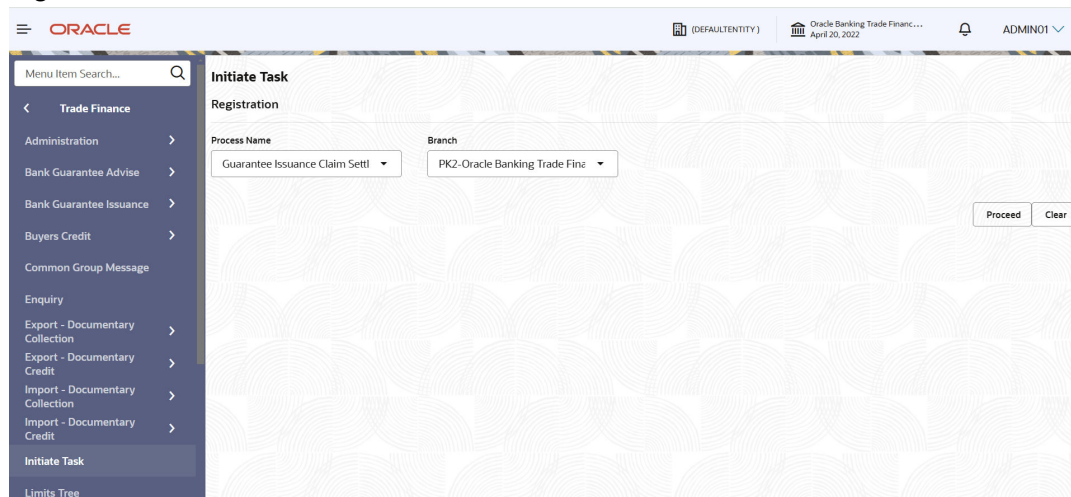 ORACLE
(DEFAULTENTITY)
Oracle Banking Trade Financ...
April 20, 2022
ADMIN01
Menu Item Search...
Trade Finance
Administration
Bank Guarantee Advise
Bank Guarantee Issuance
Buyers Credit
Common Group Message
Enquiry
Export - Documentary
Collection
Export - Documentary
Credit
Import - Documentary
Collection
Import - Documentary
Credit
Initiate Task
Limits Tree
Initiate Task
Registration
Process Name
Branch
Guarantee Issuance Claim Settl
PK2-Oracle Banking Trade Fina
Proceed
Clear